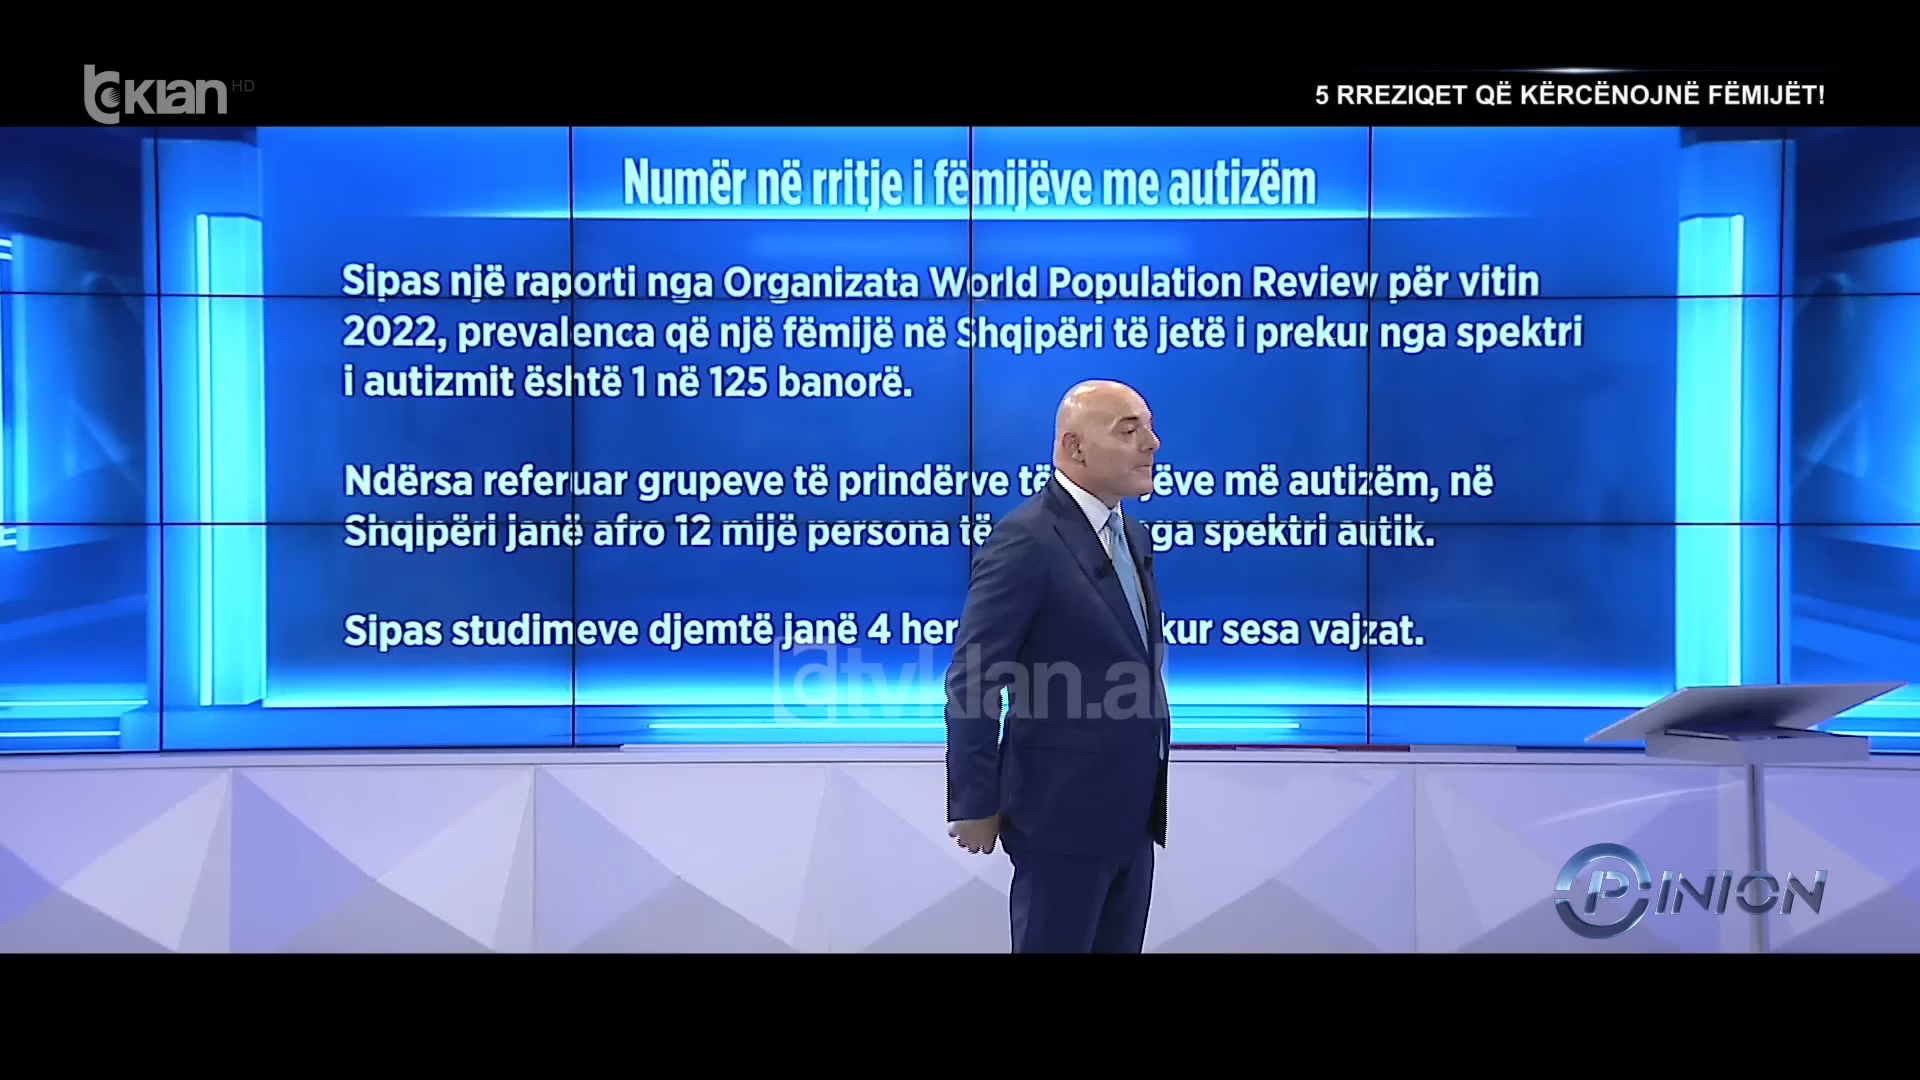 tvklan HD
5 RREZIQET QË KËRCËNOJNË FËMIJËT!
Numër në rritje i fëmijëve me autizëm
Sipas një raporti nga Organizata World Population Review për vitin
2022, prevalenca që një fëmijë në Shqipëri të jetë i prekur nga spektri
i autizmit është 1 në 125 banorë.
Ndërsa referuar grupeve të prindërve të jëve më autizëm, në
Shqipëri janë afro 12 mijë persona të ga spektri autik.
Sipas studimeve djemtë janë 4 her kur sesa vajzat.
tvklan.al
OPINION